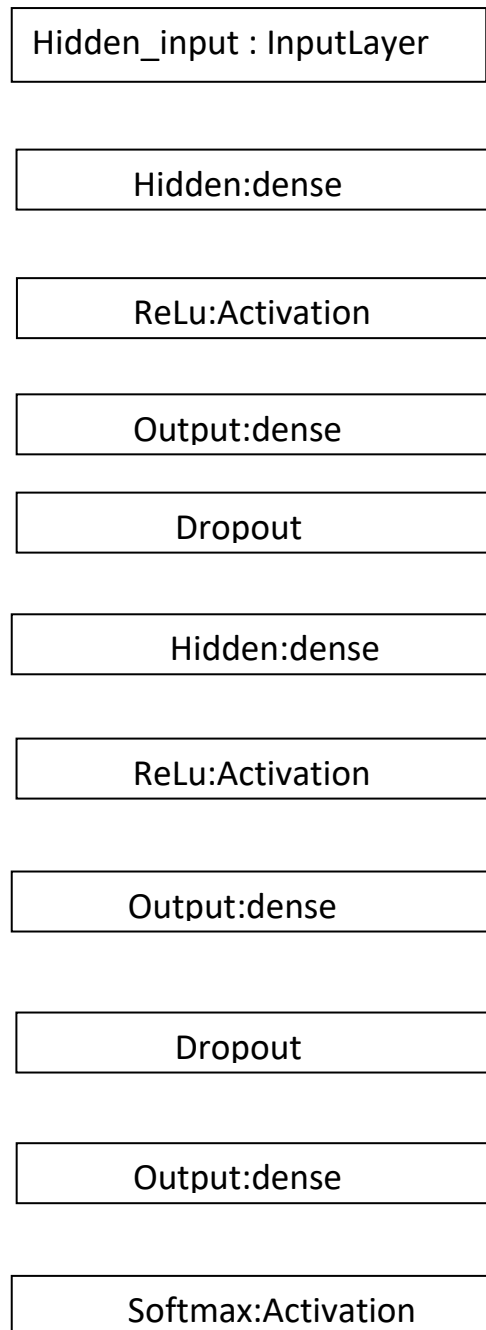 Hidden_input : InputLayer
Hidden:dense
ReLu:Activation
Output:dense
Dropout
Hidden:dense
ReLu:Activation
Output:dense
Dropout
Output:dense
Softmax:Activation